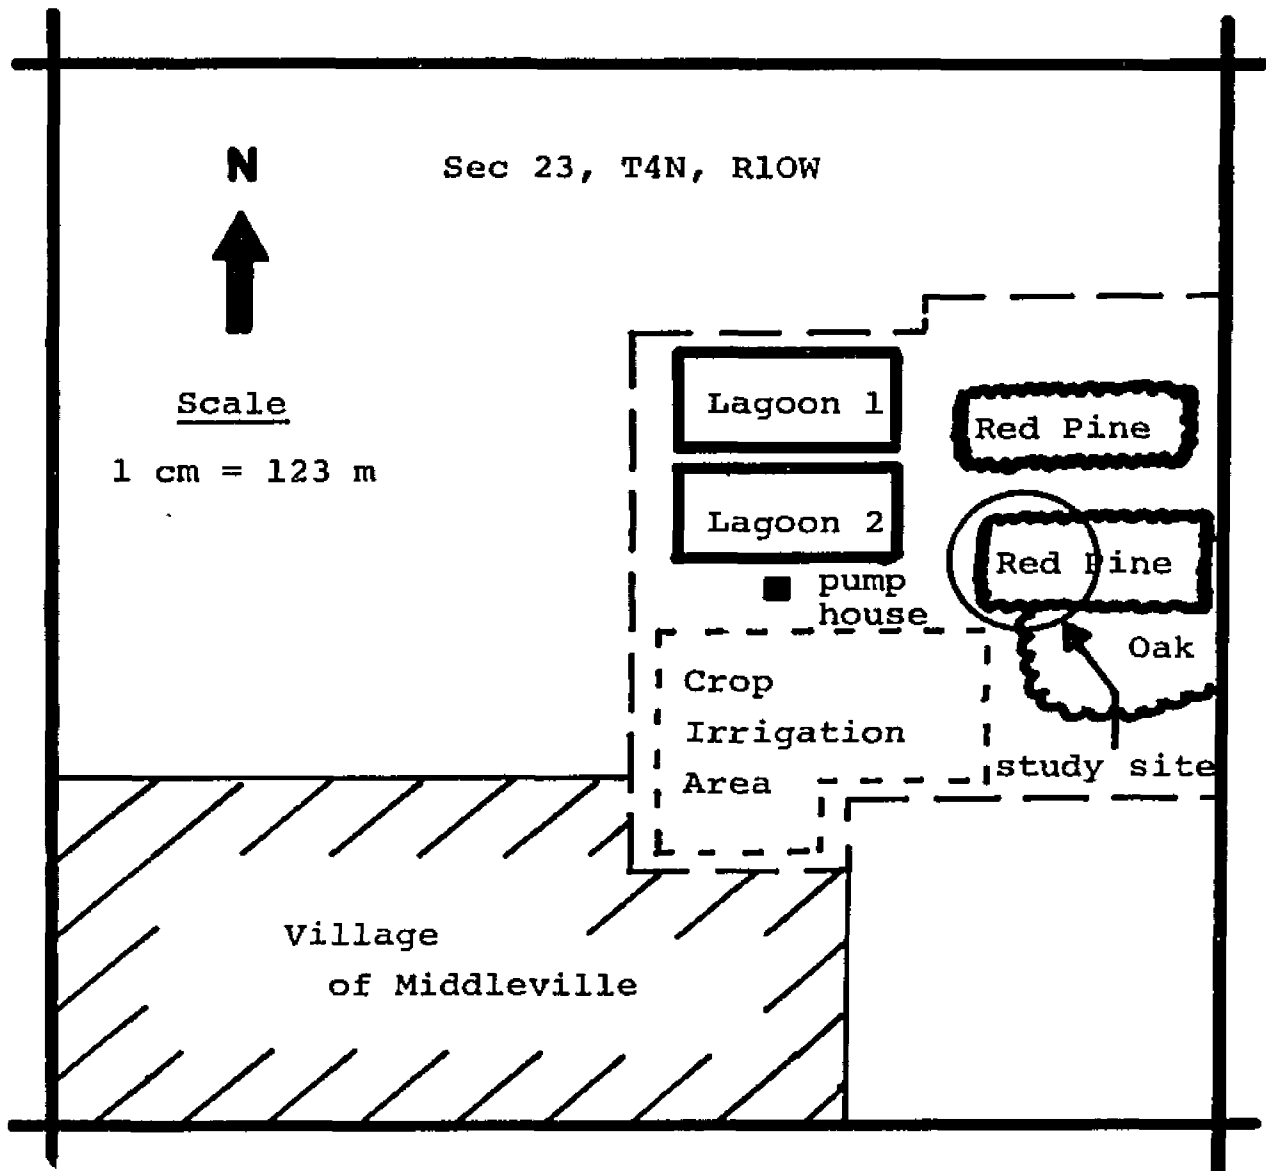 N
Sec 23, T4N, R10W
Scale
1 cm = 123 m
Lagoon 1
Red Pine
Lagoon 2
Red Pine
pump
house
Oak
Crop
Irrigation
Area
study site
Village
of Middleville